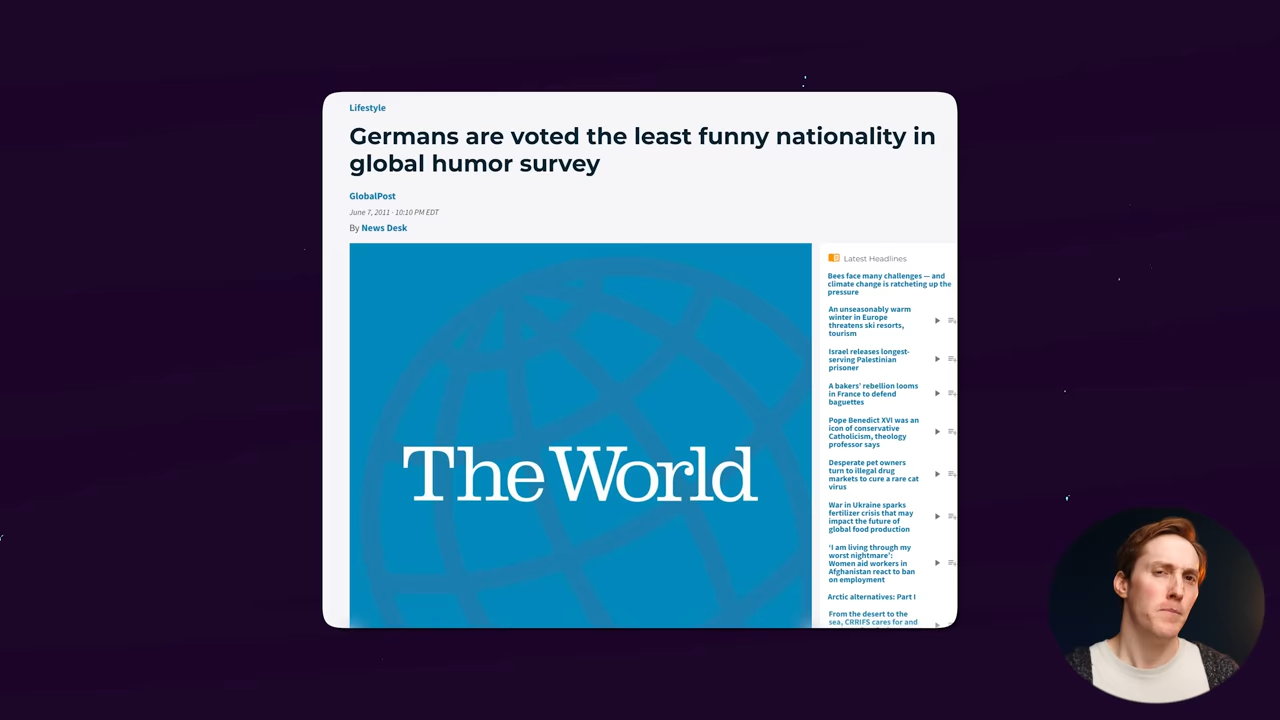 Lifestyle
Germans are voted the least funny nationality in
global humor survey
GlobalPost
June 7, 2011 · 10:10 PM EDT
By News Desk
The World
Latest Headlines
Bees face many challenges — and
climate change is ratcheting up the
pressure
An unseasonably warm
winter in Europe
threatens ski resorts,
tourism
Israel releases longest-
serving Palestinian
prisoner
A bakers' rebellion looms
in France to defend
baguettes
Pope Benedict XVI was an
icon of conservative
Catholicism, theology
professor says
Desperate pet owners
turn to illegal drug
markets to cure a rare cat
virus
War in Ukraine sparks
fertilizer crisis that may
impact the future of
global food production
'I am living through my
worst nightmare':
Women aid workers in
Afghanistan react to ban
on employment
Arctic alternatives: Part I
From the desert to the
sea, CRRIFS cares for and